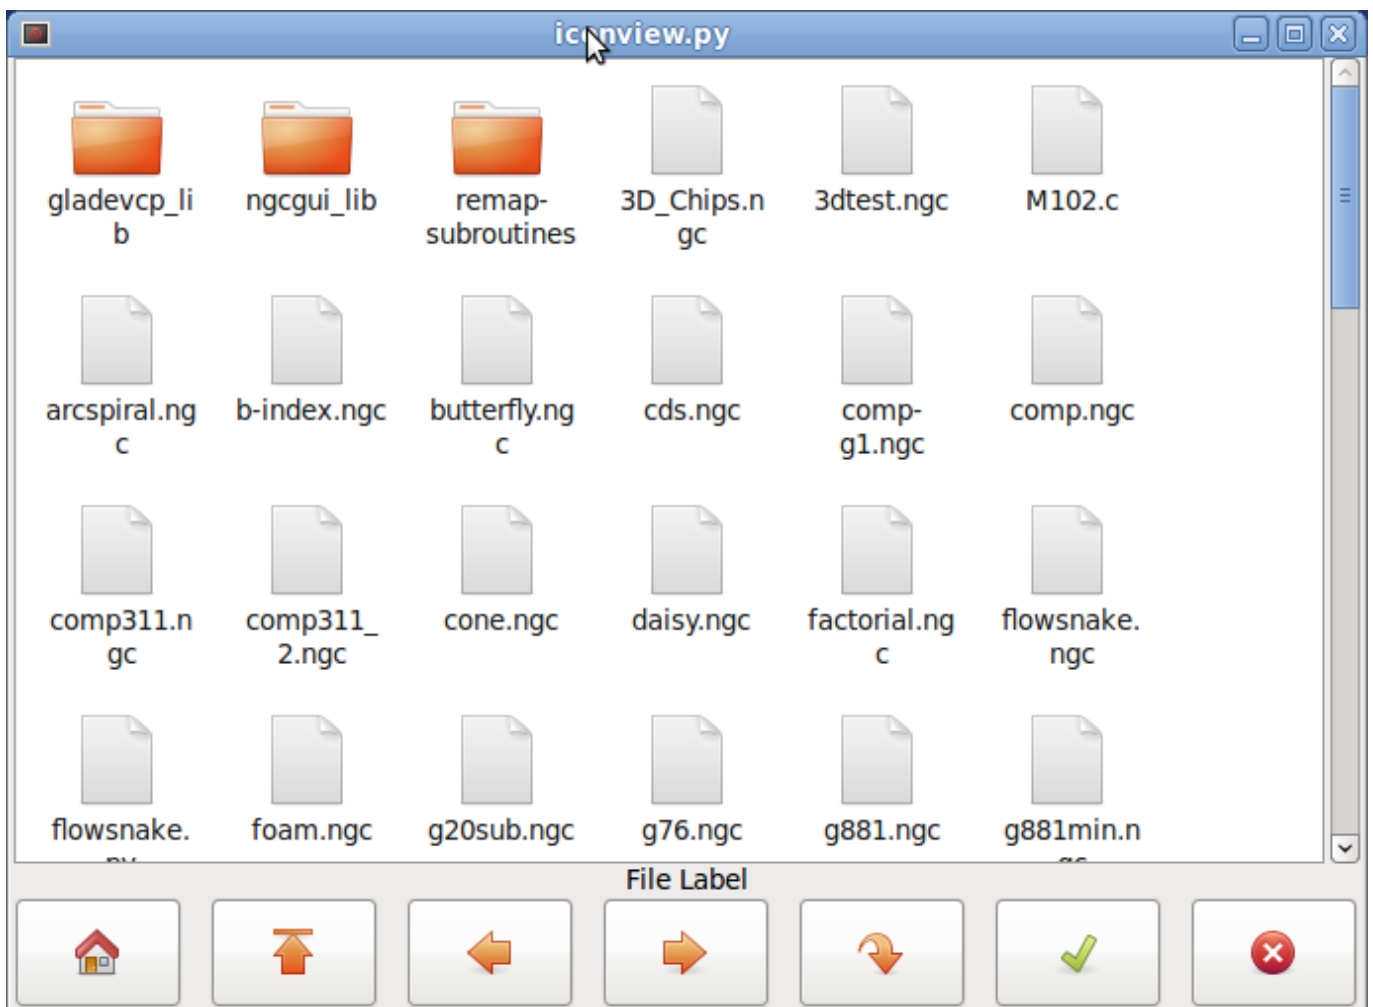 iconview.py
gladevcp_li
b
ngcgui_lib
remap-
subroutines
3D_Chips.n
gc
3dtest.ngc
M102.c
arcspiral.ng
c
b-index.ngc
butterfly.ng
c
cds.ngc
comp-
g1.ngc
comp.ngc
comp311.n
gc
comp311_
2.ngc
cone.ngc
daisy.ngc
factorial.ng
c
flowsnake.
ngc
flowsnake.
py
foam.ngc
g20sub.ngc
g76.ngc
g881.ngc
g881min.n
gc
File Label